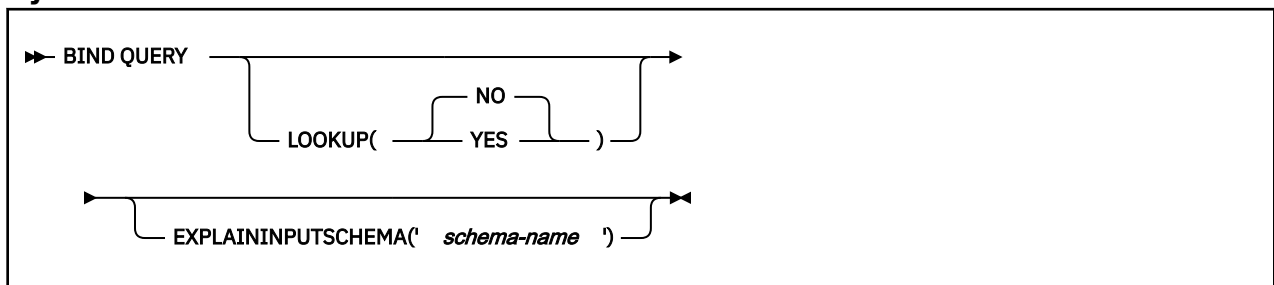 BIND QUERY
NO
LOOKUP( YES )
EXPLAININPUTSCHEMA(' schema-name ')